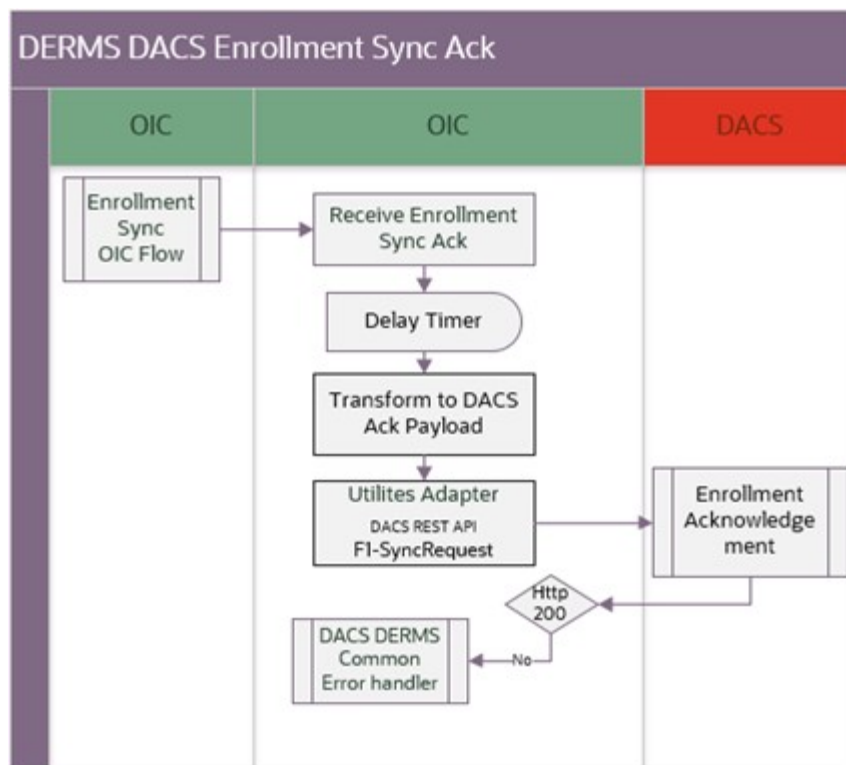 DERMS DACS Enrollment Sync Ack
OIC
OIC
DACS
Enrollment
Sync
OIC Flow
Receive Enrollment
Sync Ack
Delay Timer
Transform to DACS
Ack Payload
Utilites Adapter
DACS REST API
F1-SyncRequest
Enrollment
Acknowledge
ment
Http
200
No
DACS DERMS
Common
Error handler